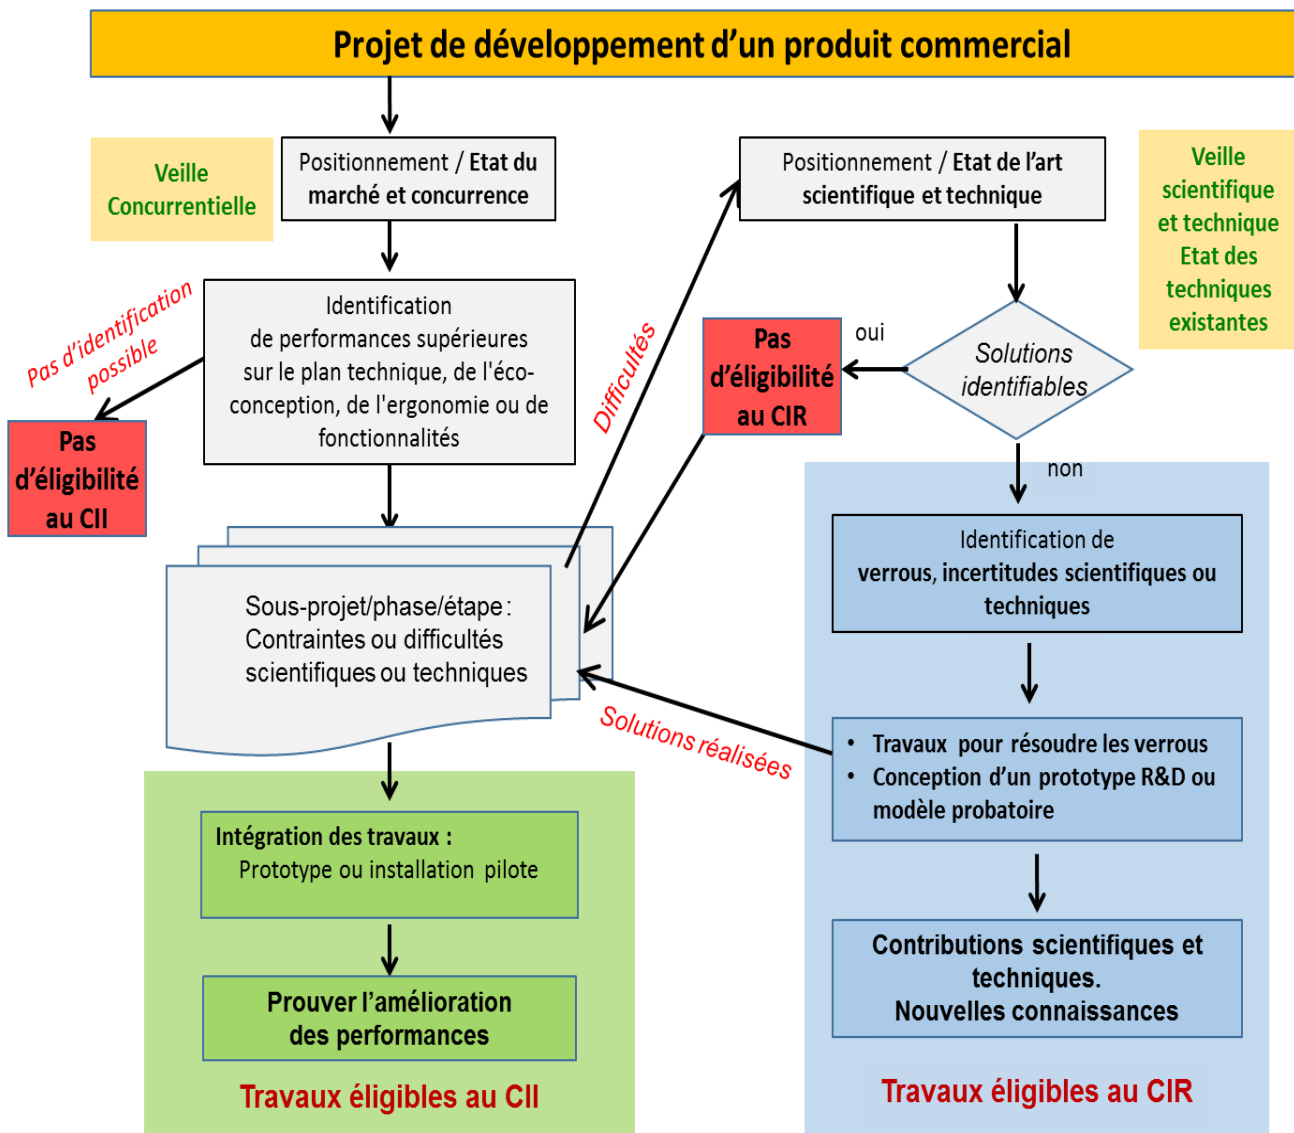 Projet de développement d'un produit commercial
Veille
Concurrentielle
Positionnement / Etat du
marché et concurrence
Positionnement / Etat de l'art
scientifique et technique
Veille
scientifique
et technique
Etat des
techniques
existantes
Pas d'identification
possible
Identification
de performances supérieures
sur le plan technique, de l'éco-
conception, de l'ergonomie ou de
fonctionnalités
Difficultés
Pas
d'éligibilité
au CIR
oui
Solutions
identifiables
Pas
d'éligibilité
au CII
non
Identification de
verrous, incertitudes scientifiques ou
techniques
Sous-projet/phase/étape :
Contraintes ou difficultés
scientifiques ou techniques
Solutions réalisées
• Travaux pour résoudre les verrous
• Conception d'un prototype R&D ou
modèle probatoire
Intégration des travaux :
Prototype ou installation pilote
Contributions scientifiques et
techniques.
Nouvelles connaissances
Prouver l'amélioration
des performances
Travaux éligibles au CII
Travaux éligibles au CIR